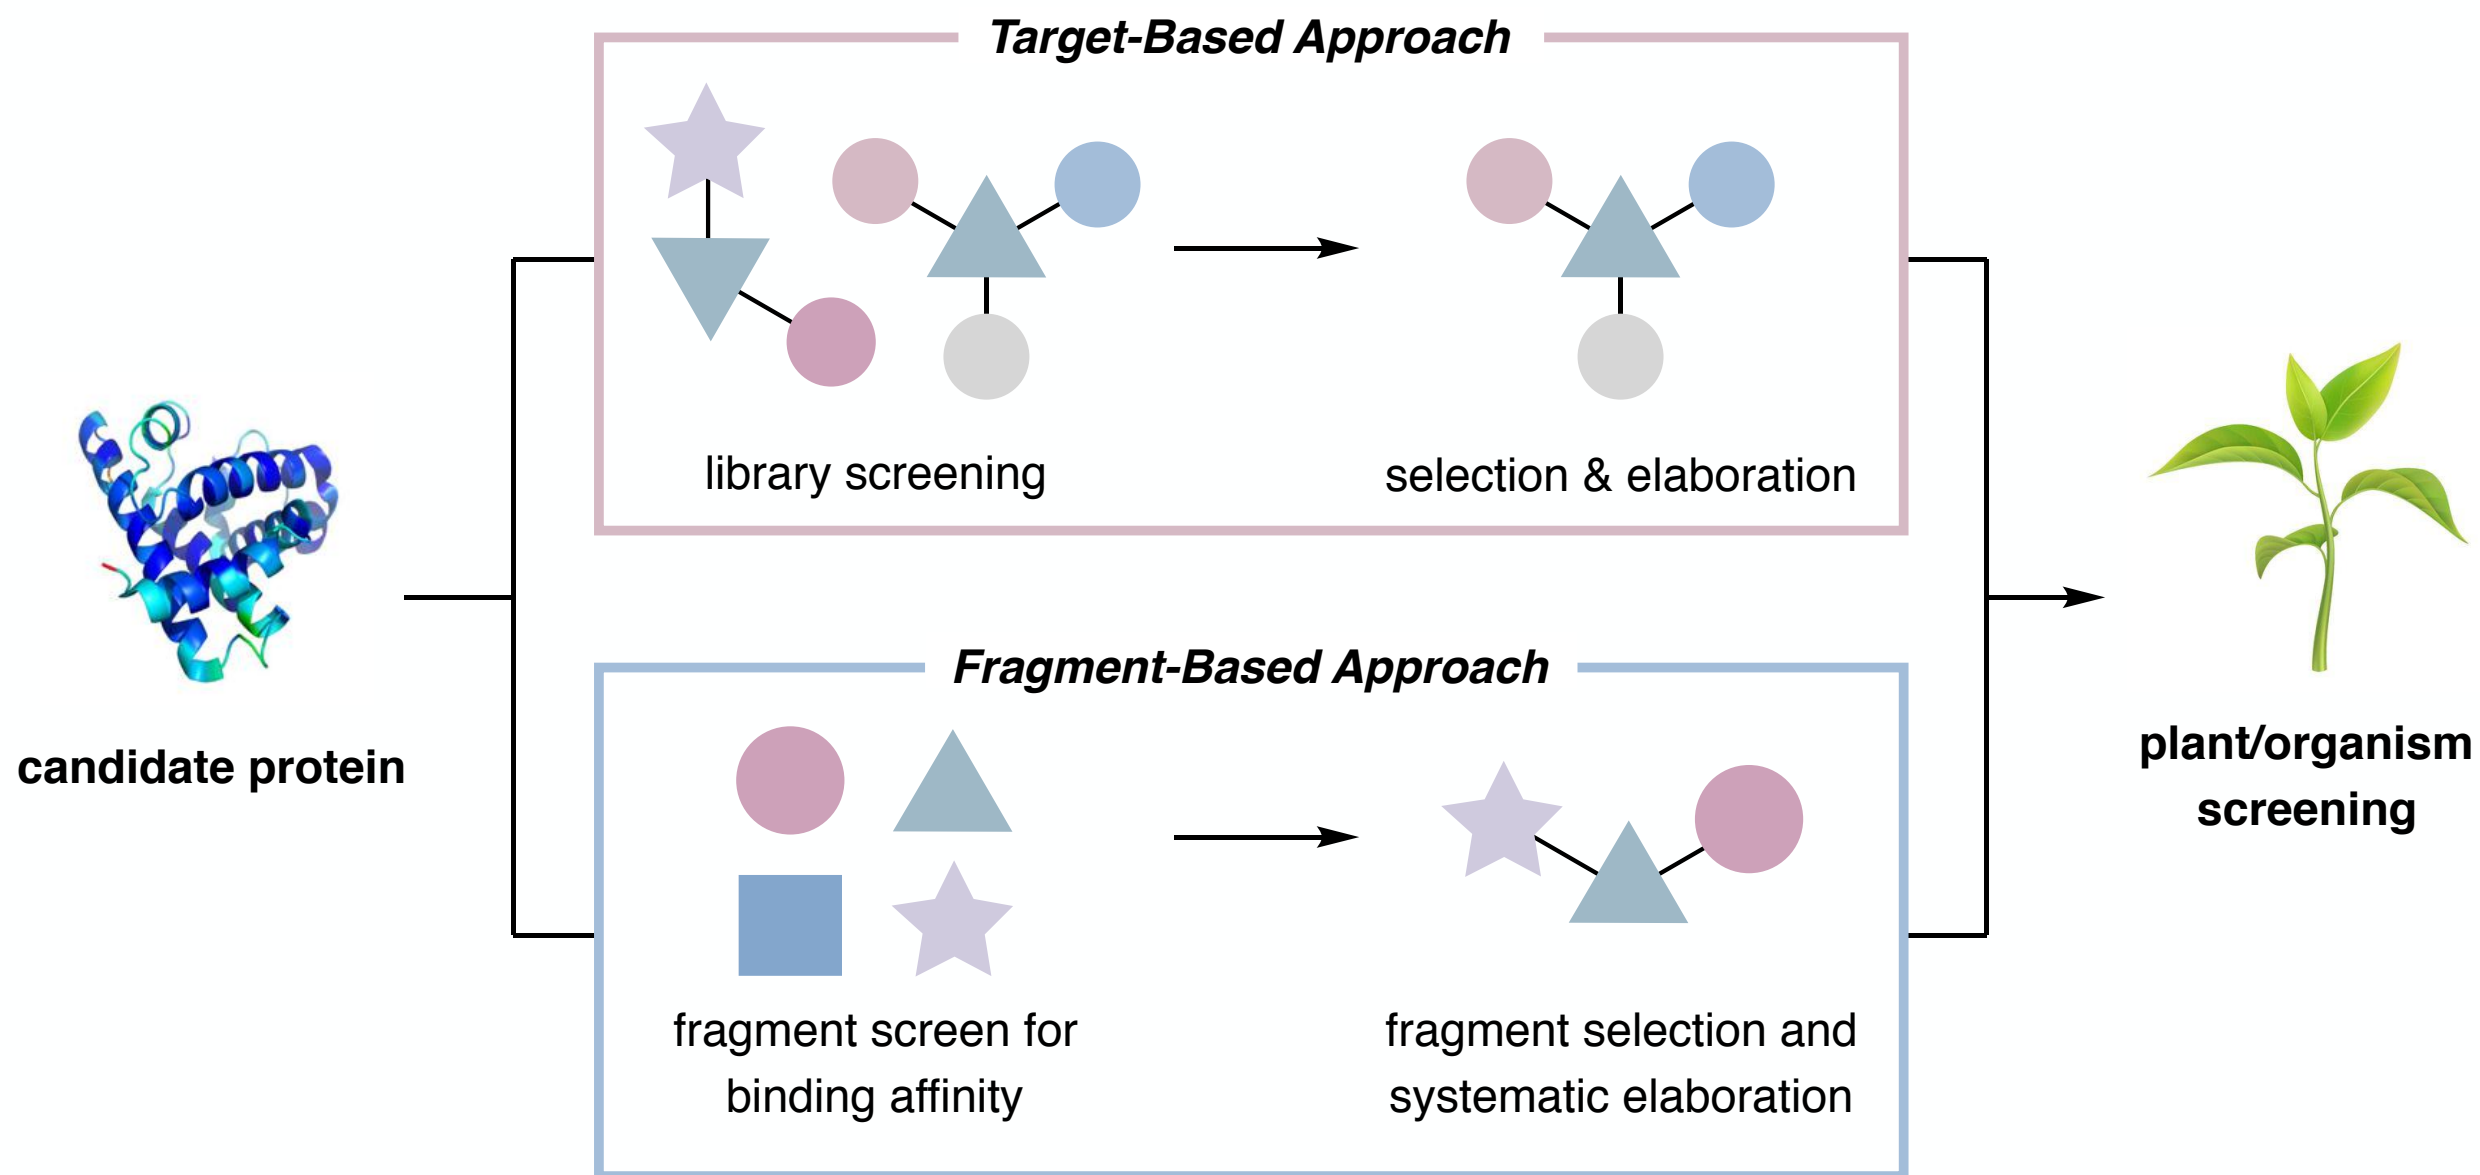 Target-Based Approach
library screening
selection & elaboration
candidate protein
Fragment-Based Approach
fragment screen for
binding affinity
fragment selection and
systematic elaboration
plant/organism
screening